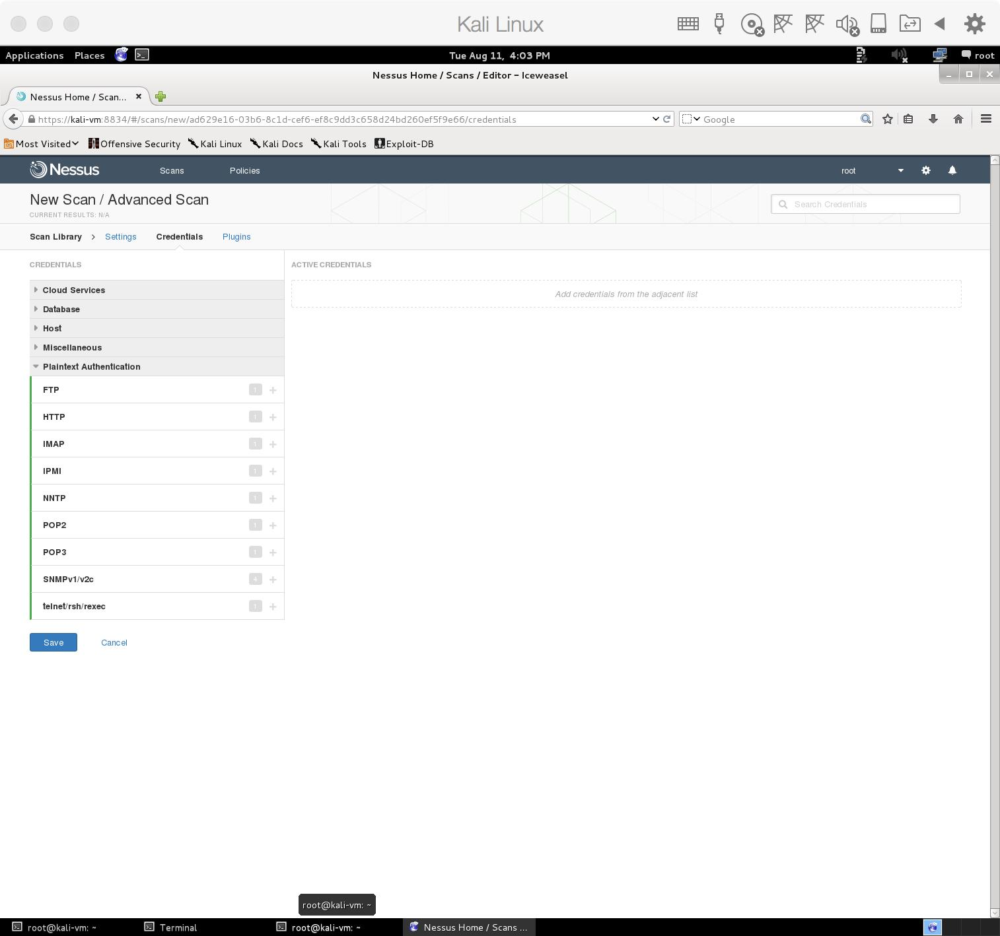 Kali Linux
Applications Places Tue Aug 11, 4:03 PM root
Nessus Home / Scans / Editor - Iceweasel
Nessus Home / Scan...
https://kali-vm:8834/#/scans/new/ad629e16-03b6-8c1d-cef6-ef8c9dd3c658d24bd260ef5f9e66/credentials Google
Most Visited Offensive Security Kali Linux Kali Docs Kali Tools Exploit-DB
Nessus Scans Policies root
New Scan / Advanced Scan
Search Credentials
CURRENT RESULTS: N/A
Scan Library > Settings Credentials Plugins
CREDENTIALS
ACTIVE CREDENTIALS
Cloud Services
Add credentials from the adjacent list
Database
Host
Miscellaneous
Plaintext Authentication
FTP 1 +
HTTP 1 +
IMAP 1 +
IPMI 1 +
NNTP 1 +
POP2 1 +
POP3 1 +
SNMPv1/v2c 4 +
telnet/rsh/rexec 1 +
Save Cancel
root@kali-vm: ~
root@kali-vm: ~ Terminal root@kali-vm: ~ Nessus Home / Scans ...